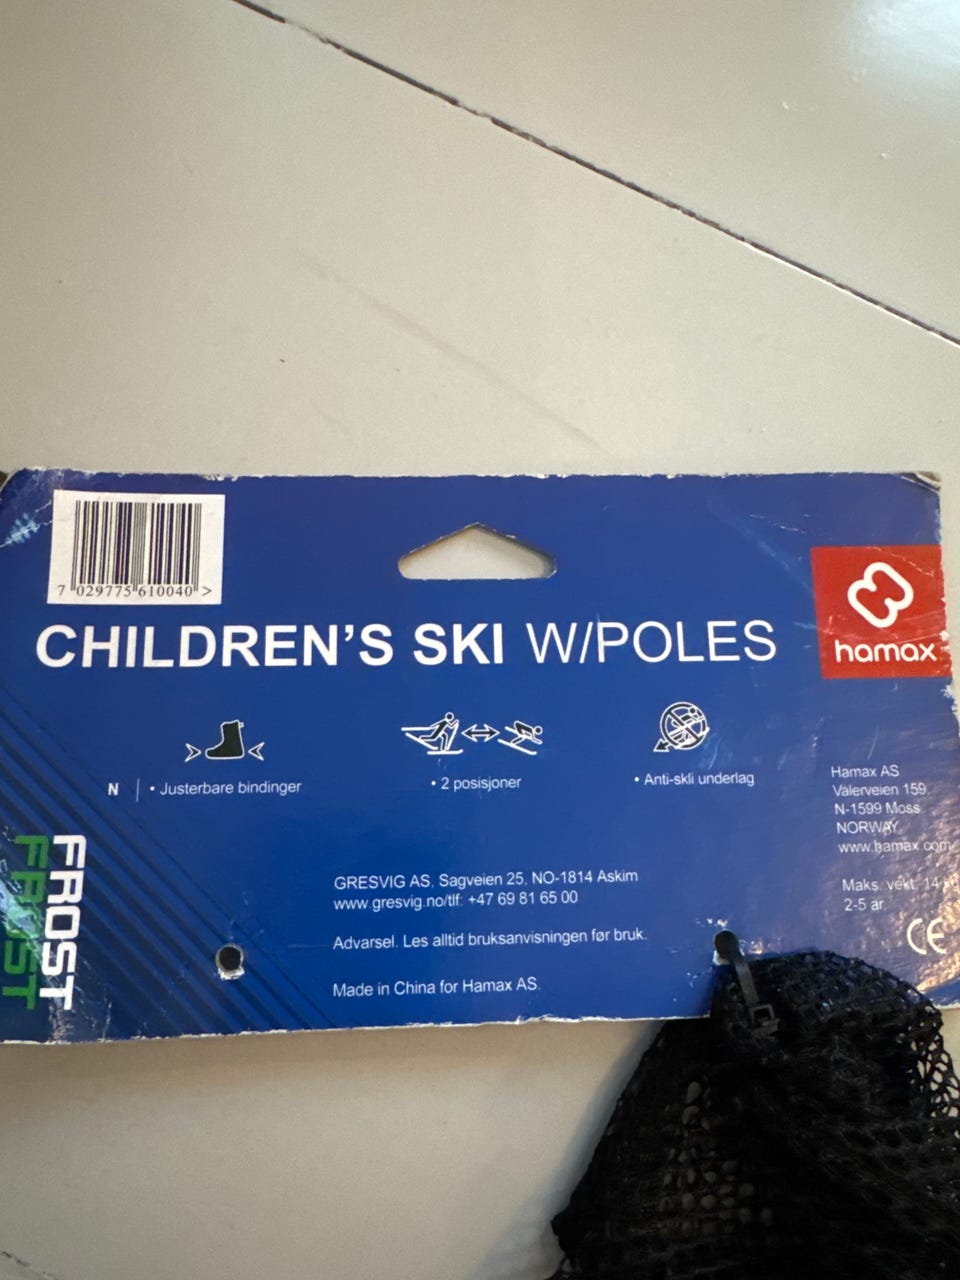 7 029775 610040 >
CHILDREN'S SKI W/POLES
hamax
N
• Justerbare bindinger
• 2 posisjoner
• Anti-skli underlag
Hamax AS
Valerveien 159
N-1599 Moss
NORWAY
www.hamax.com
Maks. vekt. 14
2-5 år.
CE
FROST
FROST
GRESVIG AS. Sagveien 25. NO-1814 Askim
www.gresvig.no/tlf: +47 69 81 65 00
Advarsel. Les alltid bruksanvisningen før bruk.
Made in China for Hamax AS.